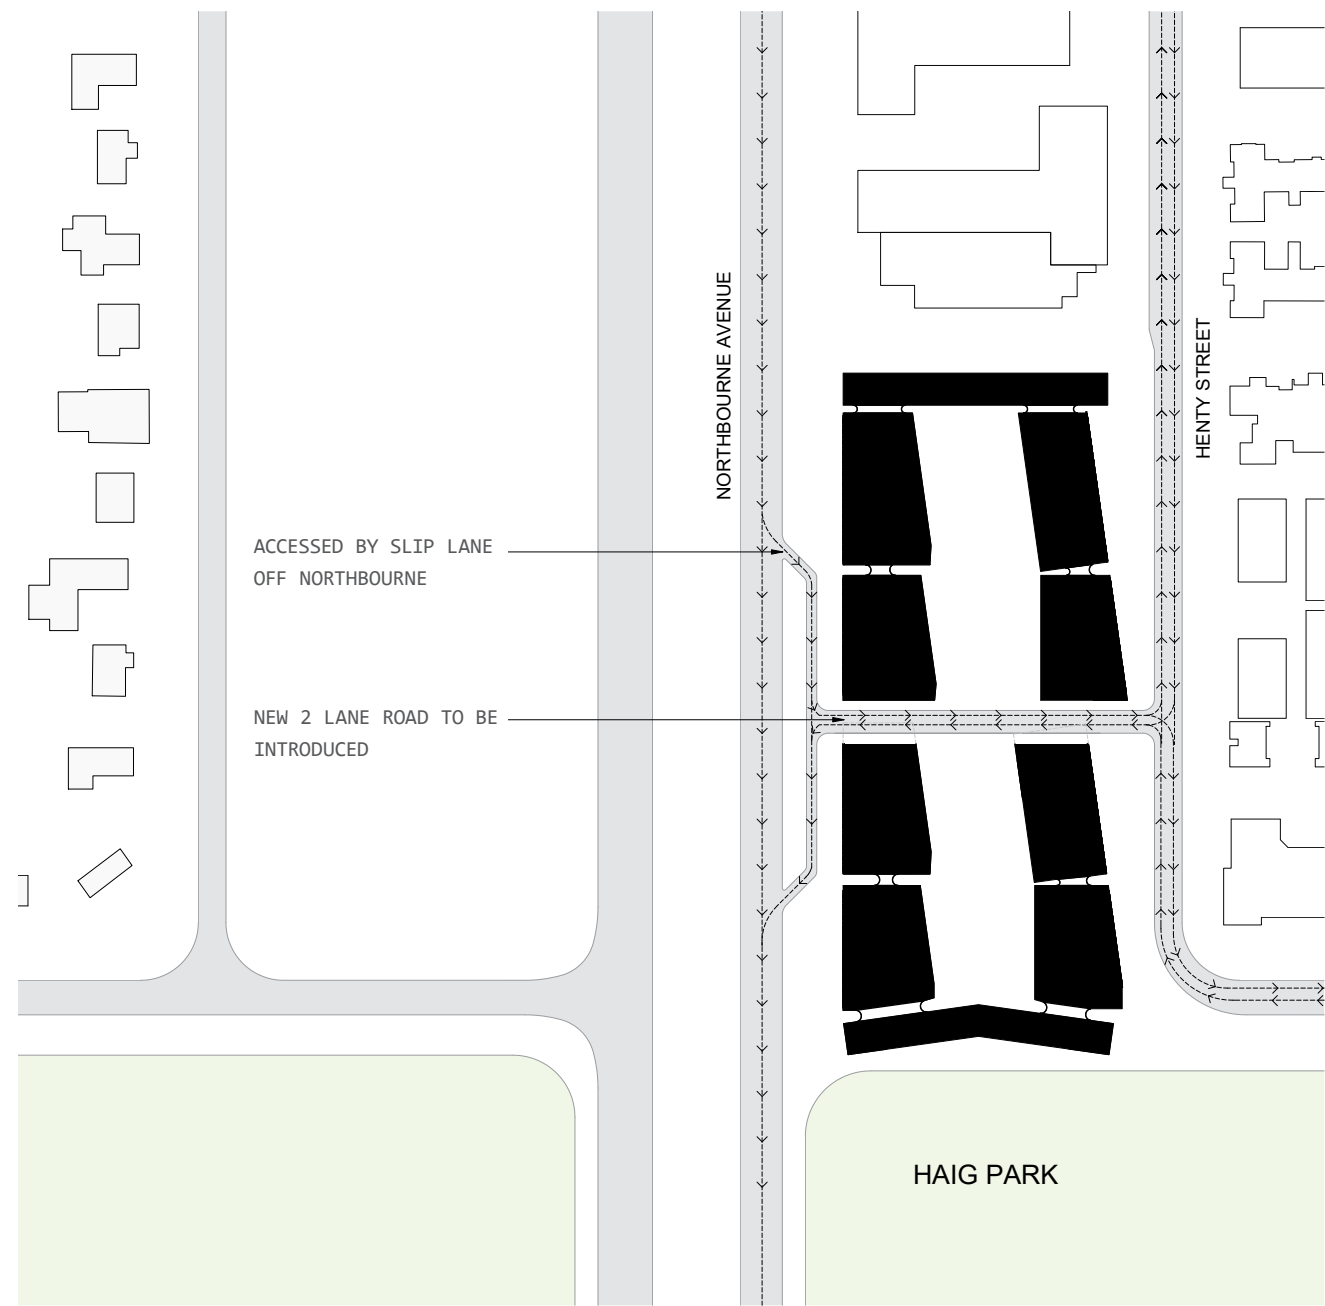 NORTHBOURNE AVENUE
HENTY STREET
ACCESSED BY SLIP LANE
OFF NORTHBOURNE
NEW 2 LANE ROAD TO BE
INTRODUCED
HAIG PARK